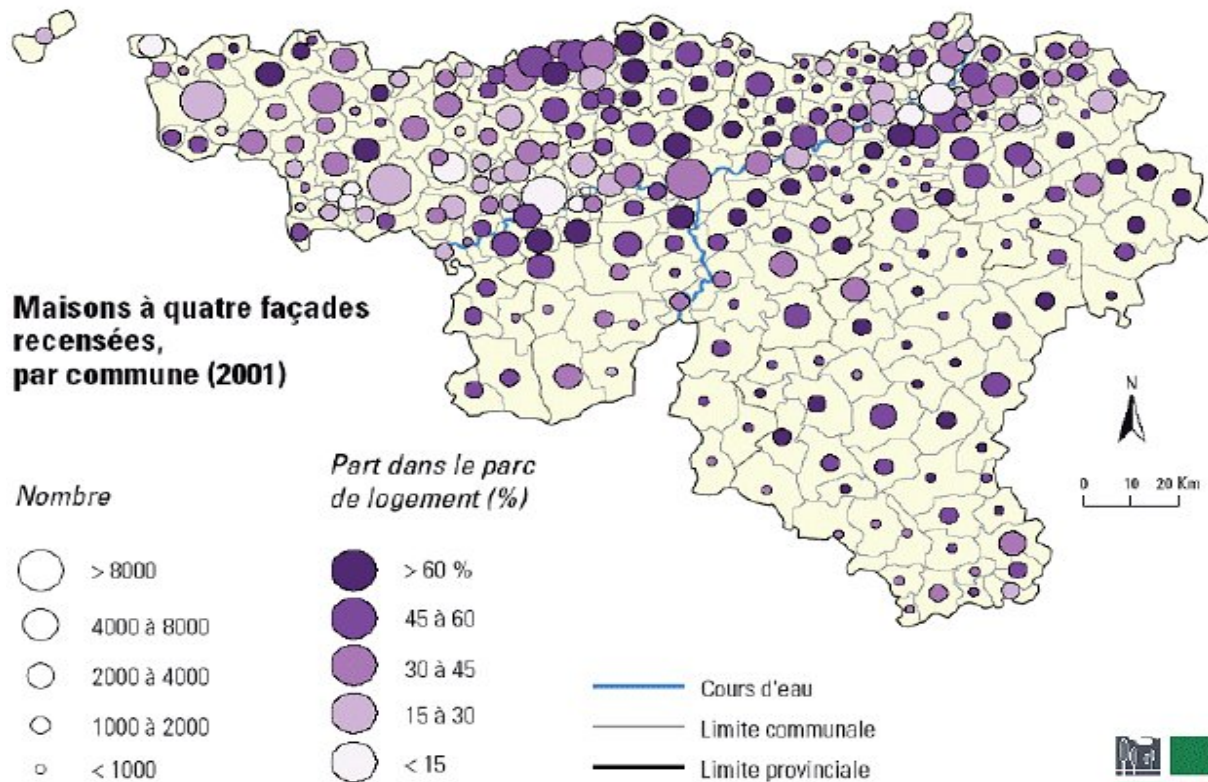 Maisons à quatre façades
recensées,
par commune (2001)
Nombre
> 8000
4000 à 8000
2000 à 4000
1000 à 2000
< 1000
Part dans le parc
de logement (%)
> 60 %
45 à 60
30 à 45
15 à 30
< 15
Cours d'eau
Limite communale
Limite provinciale
N
0 10 20 Km